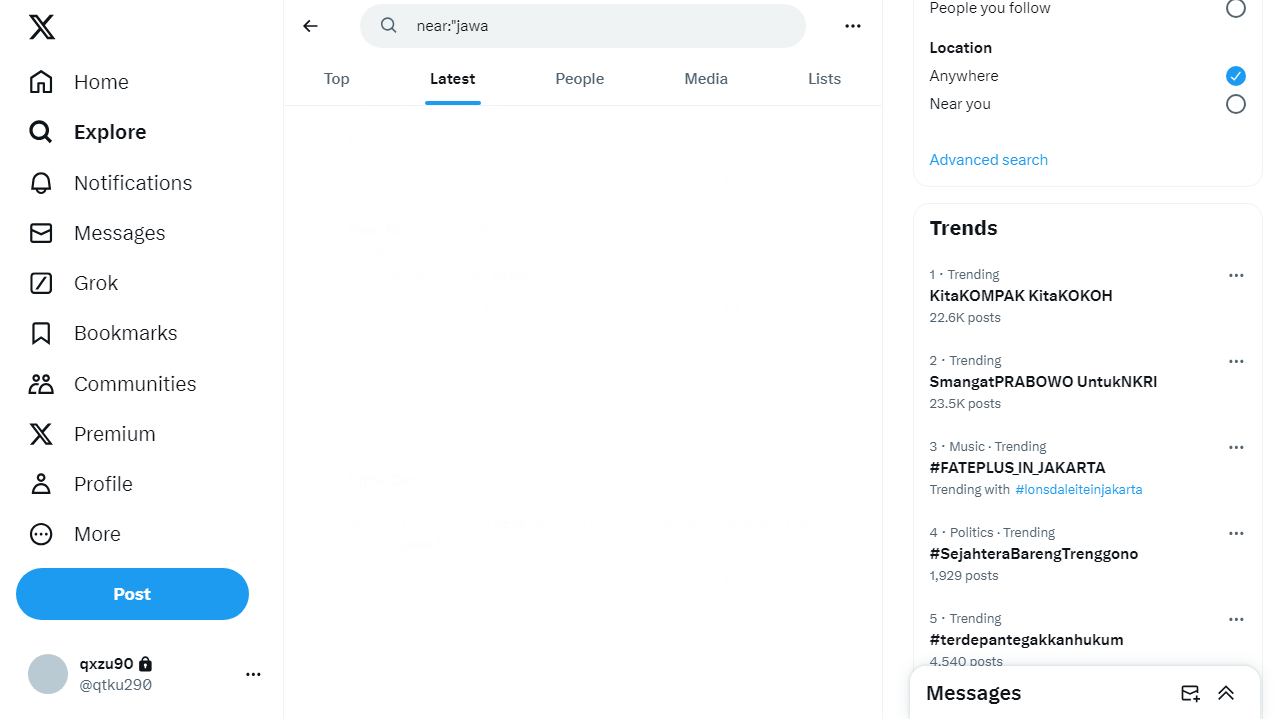 near:"jawa
Top
Latest
People
Media
Lists
Home
Explore
Notifications
Messages
Grok
Bookmarks
Communities
Premium
Profile
More
Post
qxzu90
@qtku290
People you follow
Location
Anywhere
Near you
Advanced search
Trends
1 · Trending
KitaKOMPAK KitaKOKOH
22.6K posts
2 · Trending
SmangatPRABOWO UntukNKRI
23.5K posts
3 · Music · Trending
#FATEPLUS_IN_JAKARTA
Trending with #lonsdaleiteinjakarta
4 · Politics · Trending
#SejahteraBarengTrenggono
1,929 posts
5 · Trending
#terdepantegakkanhukum
4,540 posts
Messages